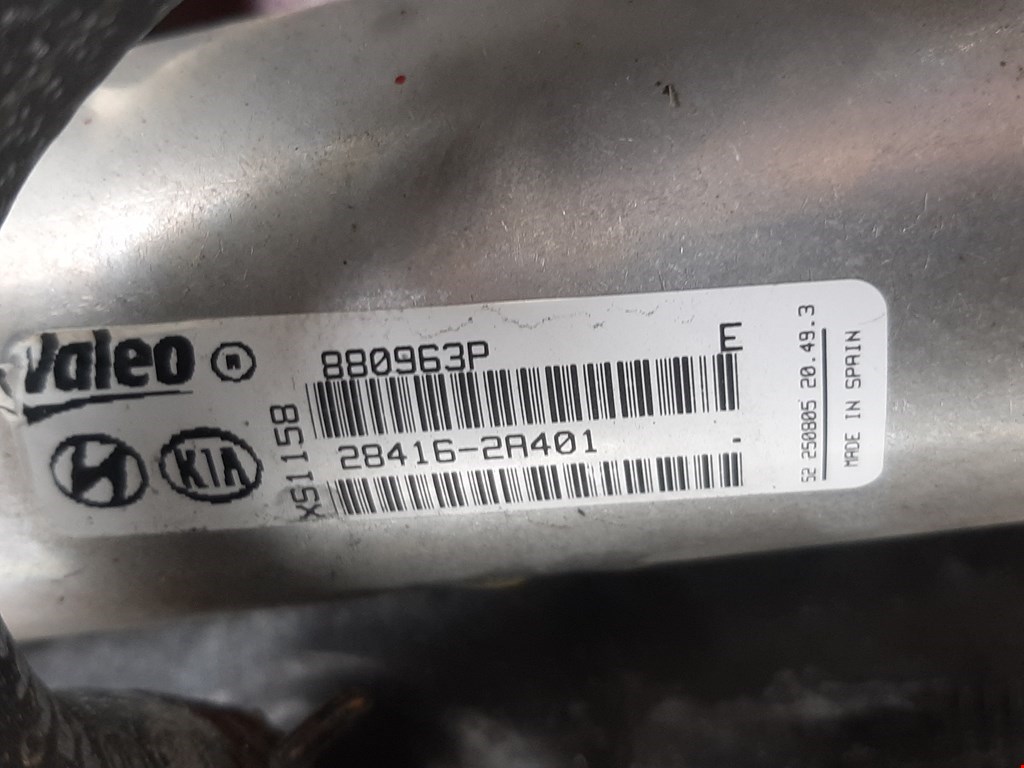 Valeo
R
880963P
E
XS1158
28416-2A401
KIA
52 250805 20.49.3
MADE IN SPAIN